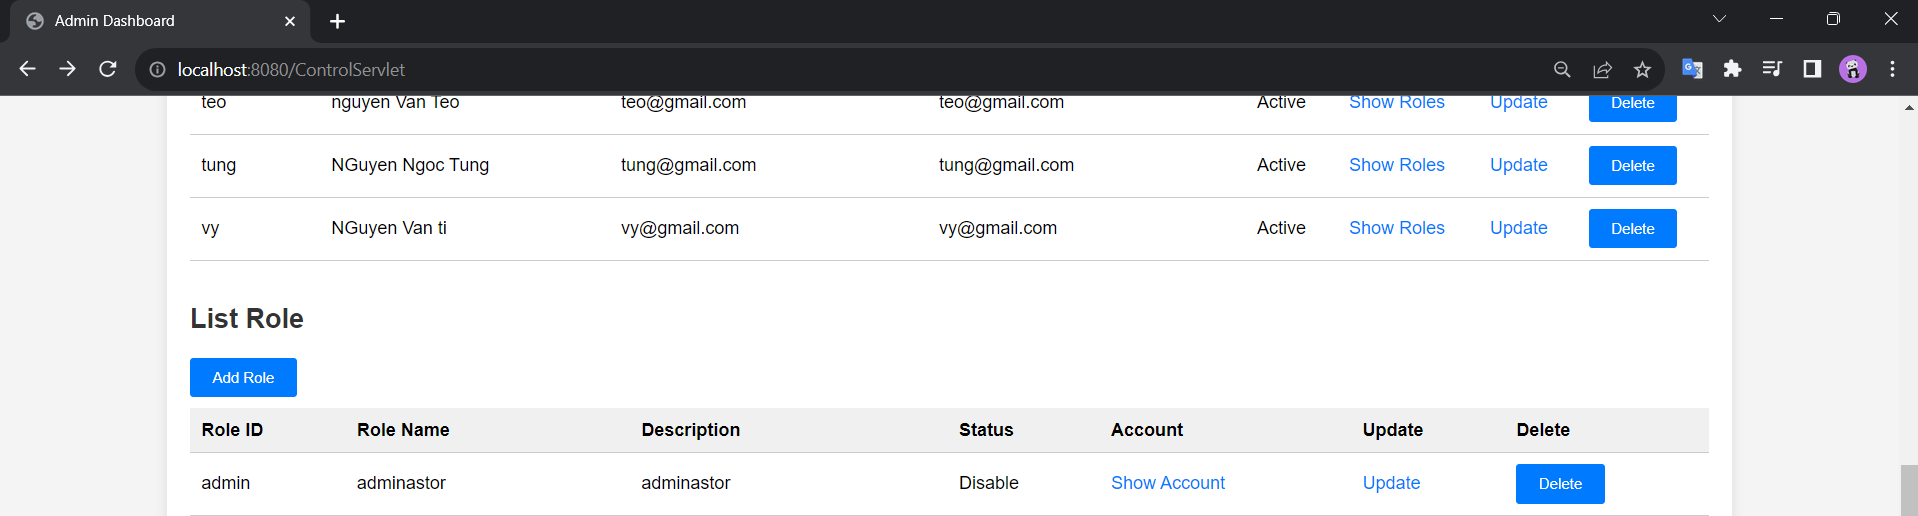 Admin Dashboard
localhost:8080/ControlServlet
teo nguyen Van Teo teo@gmail.com teo@gmail.com Active Show Roles Update Delete
tung NGuyen Ngoc Tung tung@gmail.com tung@gmail.com Active Show Roles Update Delete
vy NGuyen Van ti vy@gmail.com vy@gmail.com Active Show Roles Update Delete
List Role
Add Role
Role ID Role Name Description Status Account Update Delete
admin adminastor adminastor Disable Show Account Update Delete